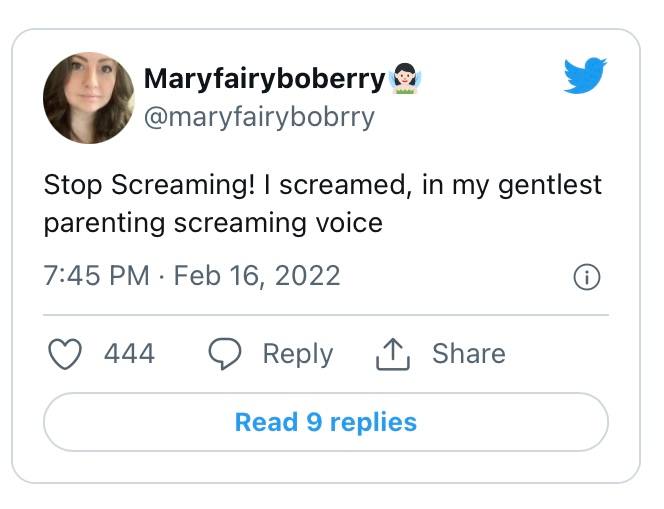 Maryfairyboberry🧚🏻‍♀️
@maryfairybobrry
Stop Screaming! I screamed, in my gentlest
parenting screaming voice
7:45 PM · Feb 16, 2022
444 Reply Share
Read 9 replies